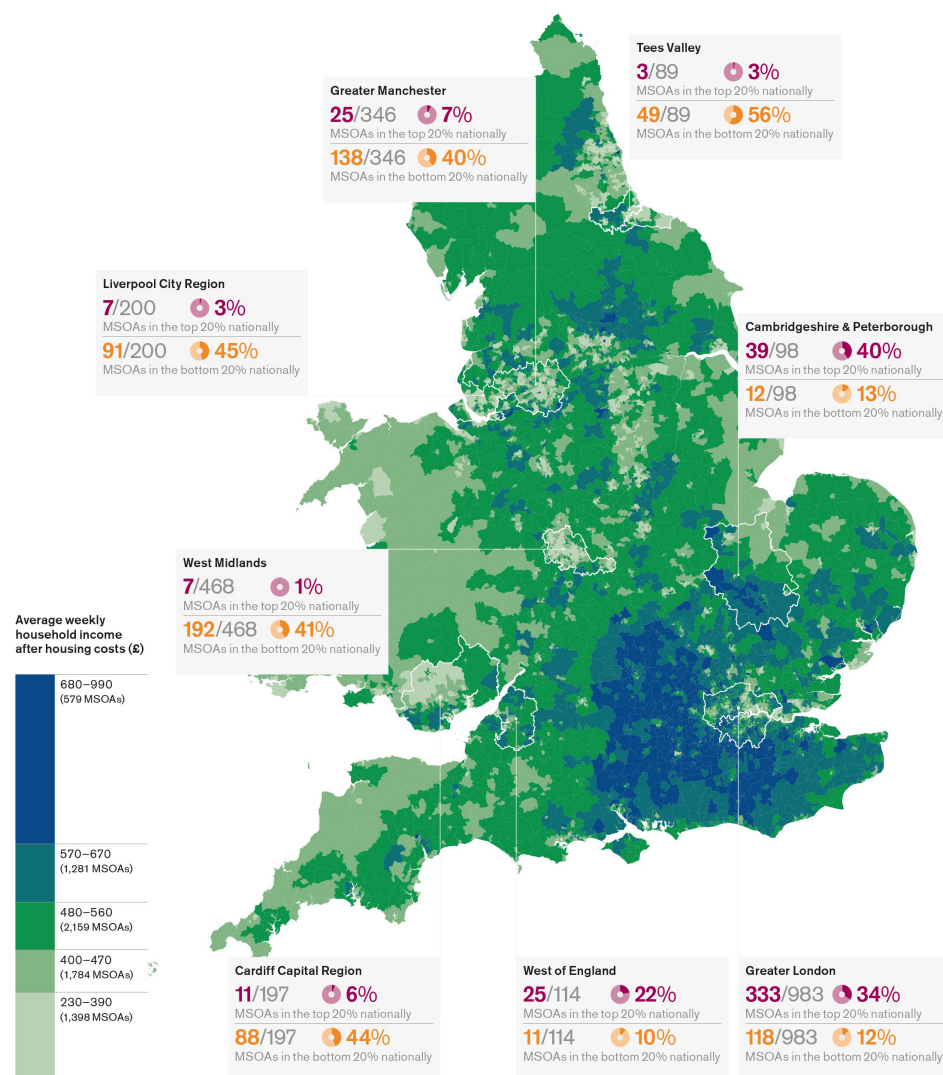 Tees Valley
3/89 3%
MSOAs in the top 20% nationally
49/89 56%
MSOAs in the bottom 20% nationally
Greater Manchester
25/346 7%
MSOAs in the top 20% nationally
138/346 40%
MSOAs in the bottom 20% nationally
Liverpool City Region
7/200 3%
MSOAs in the top 20% nationally
91/200 45%
MSOAs in the bottom 20% nationally
Cambridgeshire & Peterborough
39/98 40%
MSOAs in the top 20% nationally
12/98 13%
MSOAs in the bottom 20% nationally
West Midlands
7/468 1%
MSOAs in the top 20% nationally
192/468 41%
MSOAs in the bottom 20% nationally
Average weekly
household income
after housing costs (£)
680–990
(579 MSOAs)
570–670
(1,281 MSOAs)
480–560
(2,159 MSOAs)
400–470
(1,784 MSOAs)
230–390
(1,398 MSOAs)
Cardiff Capital Region
11/197 6%
MSOAs in the top 20% nationally
88/197 44%
MSOAs in the bottom 20% nationally
West of England
25/114 22%
MSOAs in the top 20% nationally
11/114 10%
MSOAs in the bottom 20% nationally
Greater London
333/983 34%
MSOAs in the top 20% nationally
118/983 12%
MSOAs in the bottom 20% nationally